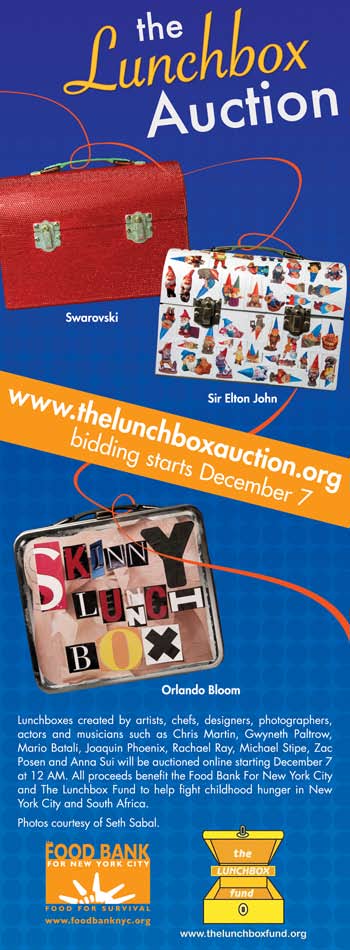 the
Lunchbox
Auction
Swarovski
Sir Elton John
www.thelunchboxauction.org
bidding starts December 7
SKINNY
LUNCH
BOX
Orlando Bloom
Lunchboxes created by artists, chefs, designers, photographers,
actors and musicians such as Chris Martin, Gwyneth Paltrow,
Mario Batali, Joaquin Phoenix, Rachael Ray, Michael Stipe, Zac
Posen and Anna Sui will be auctioned online starting December 7
at 12 AM. All proceeds benefit the Food Bank For New York City
and The Lunchbox Fund to help fight childhood hunger in New
York City and South Africa.
Photos courtesy of Seth Sabal.
THE FOOD BANK
FOR NEW YORK CITY
FOOD FOR SURVIVAL
www.foodbanknyc.org
the
LUNCHBOX
fund
www.thelunchboxfund.org